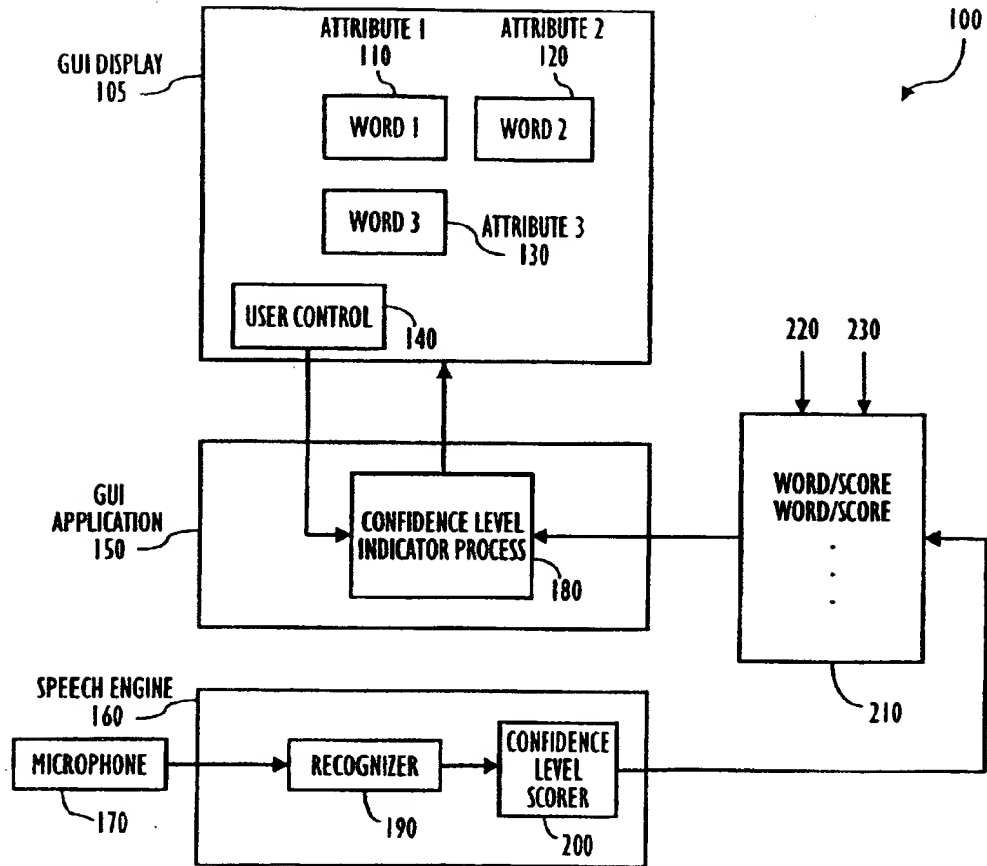 100
ATTRIBUTE 1
110
ATTRIBUTE 2
120
GUI DISPLAY
105
WORD 1
WORD 2
WORD 3
ATTRIBUTE 3
130
USER CONTROL
140
220
230
GUI
APPLICATION
150
CONFIDENCE LEVEL
INDICATOR PROCESS
180
WORD/SCORE
WORD/SCORE
.
.
.
210
SPEECH ENGINE
160
MICROPHONE
170
RECOGNIZER
190
CONFIDENCE
LEVEL
SCORER
200